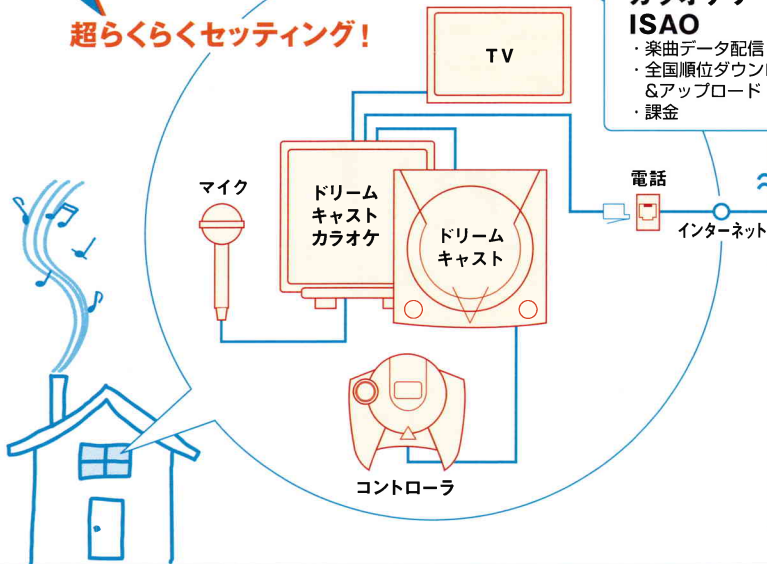 超らくらくセッティング!
ISAO
・楽曲データ配信
・全国順位ダウン
&アップロード
・課金
TV
マイク
ドリーム
キャスト
カラオケ
ドリーム
キャスト
電話
インターネット
コントローラ